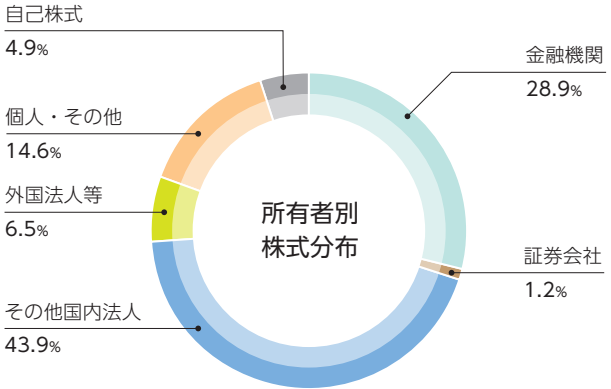 自己株式
4.9%
金融機関
28.9%
個人・その他
14.6%
外国法人等
6.5%
所有者別
株式分布
証券会社
1.2%
その他国内法人
43.9%